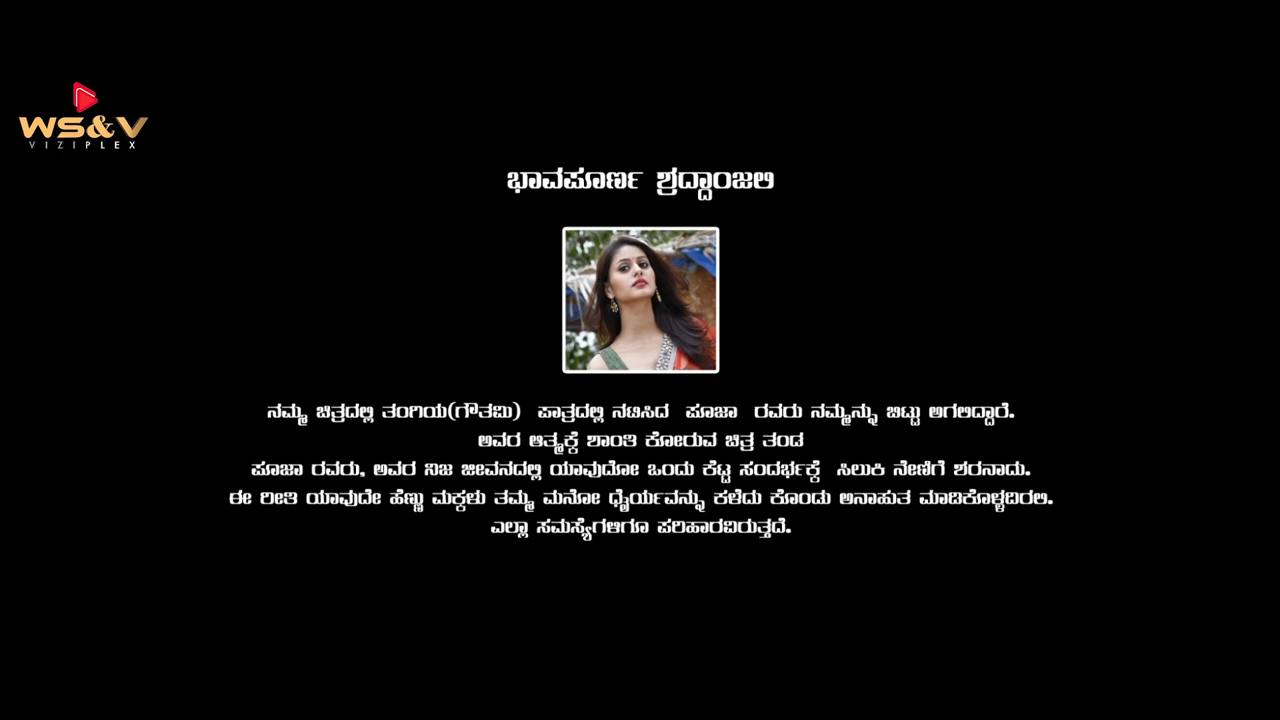 WS&V
VIZIPLEX
ಭಾವಪೂರ್ಣ ಶ್ರದ್ದಾಂಜಲಿ
ನಮ್ಮ ಚಿತ್ರದಲ್ಲಿ ತಂಗಿಯ(ಗೌತಮಿ) ಪಾತ್ರದಲ್ಲಿ ನಟಿಸಿದ ಪೂಜಾ ರವರು ನಮ್ಮನ್ನು ಬಿಟ್ಟು ಅಗಲಿದ್ದಾರೆ.
ಅವರ ಆತ್ಮಕ್ಕೆ ಶಾಂತಿ ಕೋರುವ ಚಿತ್ರ ತಂಡ
ಪೂಜಾ ರವರು, ಅವರ ನಿಜ ಜೀವನದಲ್ಲಿ ಯಾವುದೋ ಒಂದು ಕೆಟ್ಟ ಸಂದರ್ಭಕ್ಕೆ ಸಿಲುಕಿ ನೇಣಿಗೆ ಶರನಾದು.
ಈ ರೀತಿ ಯಾವುದೇ ಹೆಣ್ಣು ಮಕ್ಕಳು ತಮ್ಮ ಮನೋ ಧೈರ್ಯವನ್ನು ಕಳೆದು ಕೊಂಡು ಅನಾಹುತ ಮಾಡಿಕೊಳ್ಳದಿರಲಿ.
ಎಲ್ಲಾ ಸಮಸ್ಯೆಗಳಿಗೂ ಪರಿಹಾರವಿರುತ್ತದೆ.